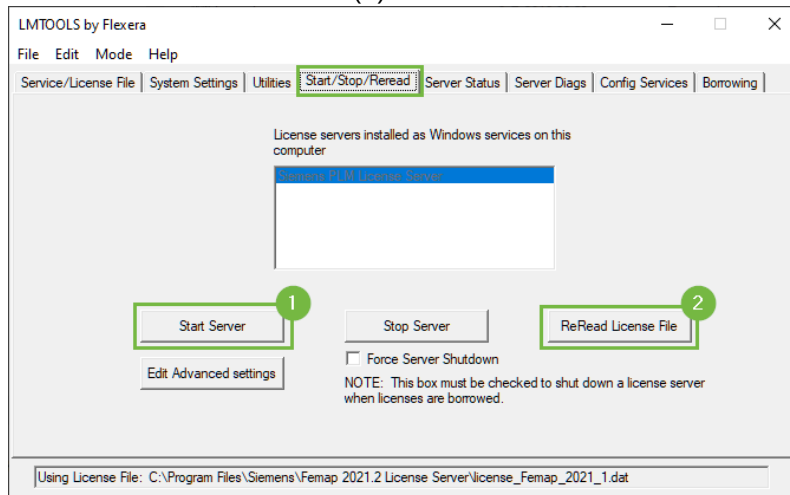 LMTOOLS by Flexera
File Edit Mode Help
Service/License File System Settings Utilities Start/Stop/Reread Server Status Server Diags Config Services Borrowing
License servers installed as Windows services on this
computer
Siemens PLM License Server
1
2
Start Server Stop Server ReRead License File
Force Server Shutdown
Edit Advanced settings
NOTE: This box must be checked to shut down a license server
when licenses are borrowed.
Using License File: C:\Program Files\Siemens\Femap 2021.2 License Server\license_Femap_2021_1.dat